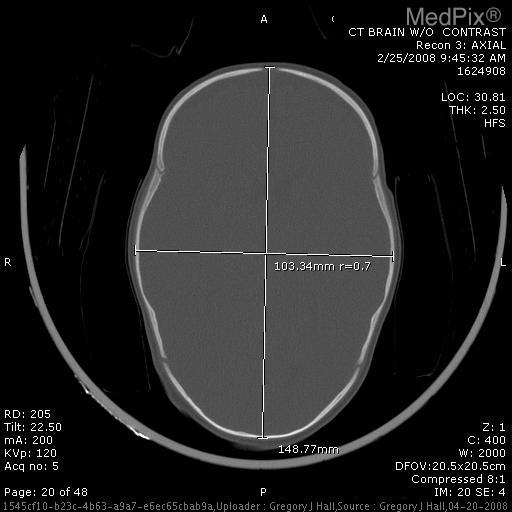 MedPix®
A
CT BRAIN W/O CONTRAST
Recon 3: AXIAL
2/25/2008 9:45:32 AM
1624908
LOC: 30.81
THK: 2.50
HFS
R
L
103.34mm r=0.7
148.77mm
RD: 205
Tilt: 22.50
mA: 200
KVp: 120
Acq no: 5
Page: 20 of 48
P
Z: 1
C: 400
W: 2000
DFOV:20.5x20.5cm
Compressed 8:1
IM: 20 SE: 4
1545cf10-b23c-4b63-a9a7-e6ec65cbab9a,Uploader : Gregory J Hall,Source : Gregory J Hall,04-20-2008